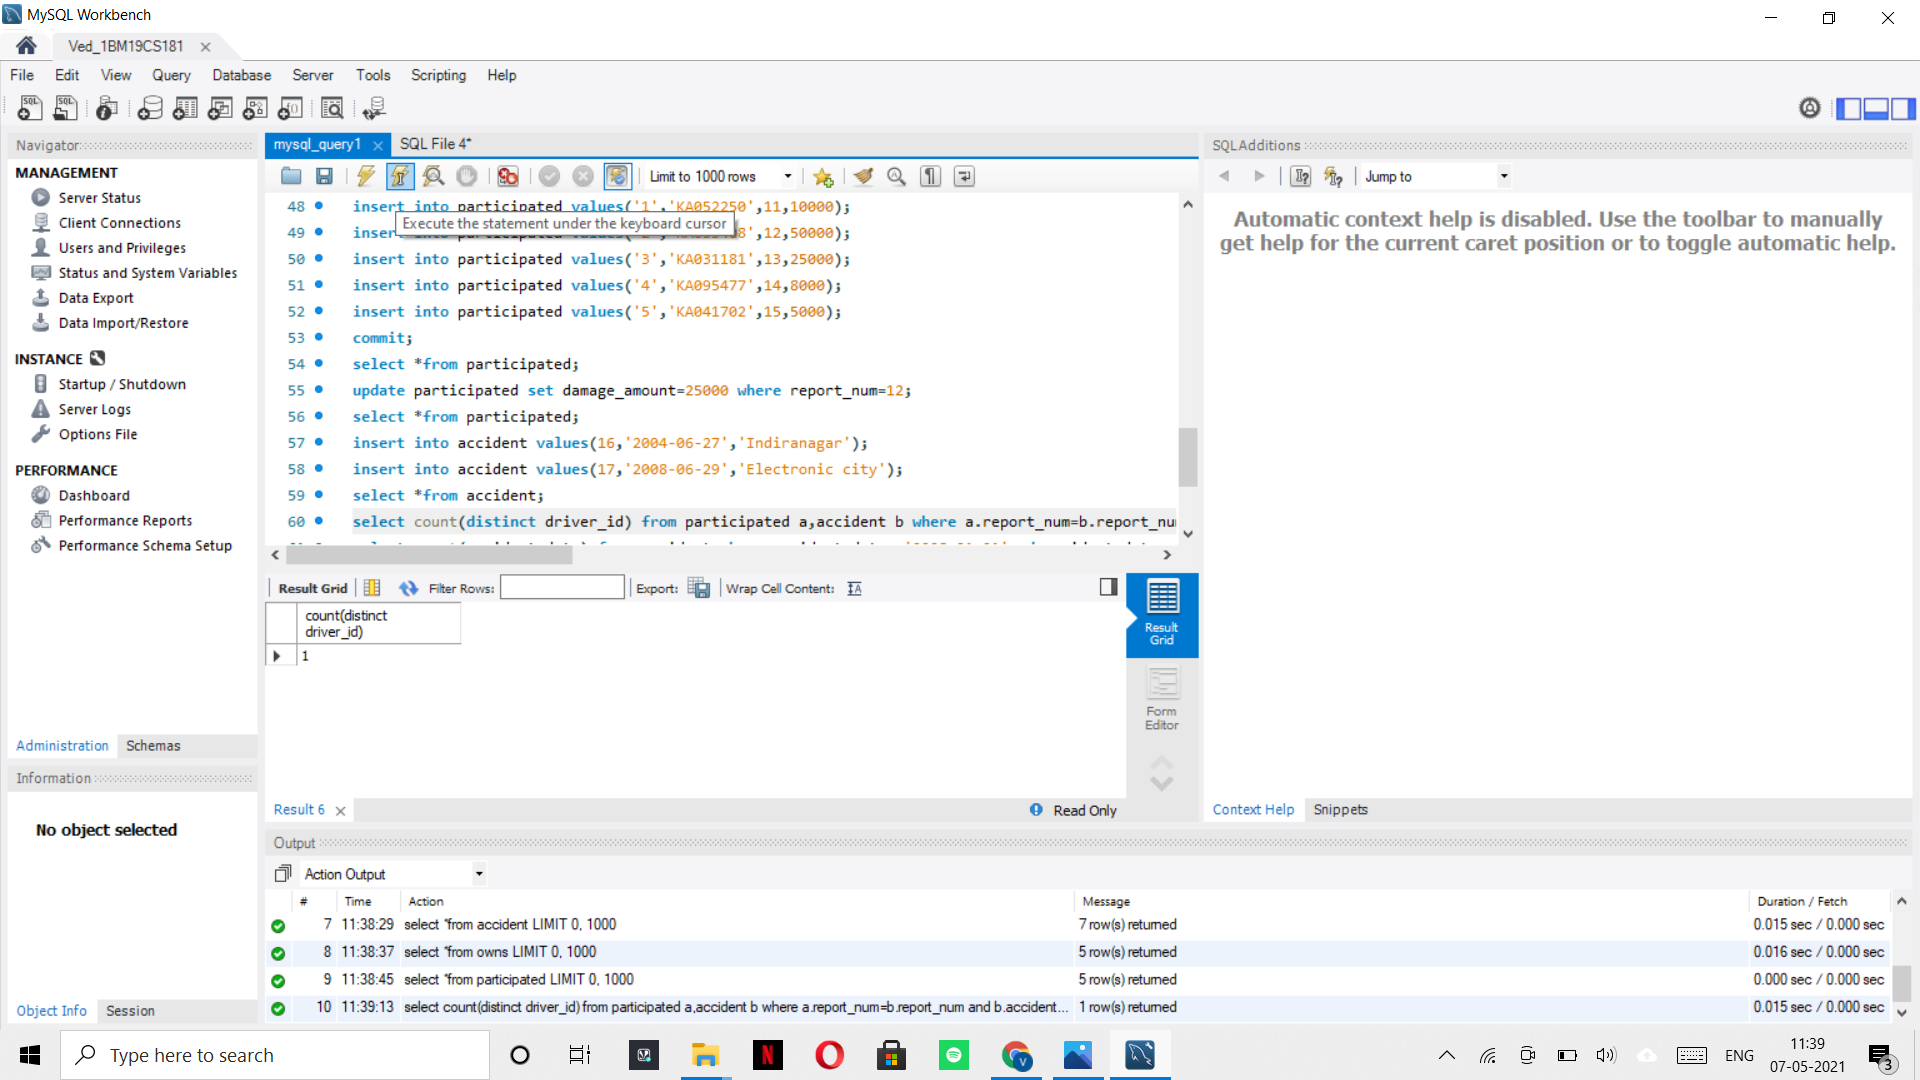 MySQL Workbench
Ved_1BM19CS181
File Edit View Query Database Server Tools Scripting Help
Navigator
MANAGEMENT
Server Status
Client Connections
Users and Privileges
Status and System Variables
Data Export
Data Import/Restore
INSTANCE
Startup / Shutdown
Server Logs
Options File
PERFORMANCE
Dashboard
Performance Reports
Performance Schema Setup
Administration Schemas
Information
No object selected
Object Info Session
mysql_query1 SQL File 4*
Limit to 1000 rows
48 insert into participated values('1','KA052250',11,10000);
Execute the statement under the keyboard cursor
49 inser 12,50000);
50 insert into participated values('3','KA031181',13,25000);
51 insert into participated values('4','KA095477',14,8000);
52 insert into participated values('5','KA041702',15,5000);
53 commit;
54 select *from participated;
55 update participated set damage_amount=25000 where report_num=12;
56 select *from participated;
57 insert into accident values(16,'2004-06-27','Indiranagar');
58 insert into accident values(17,'2008-06-29','Electronic city');
59 select *from accident;
60 select count(distinct driver_id) from participated a,accident b where a.report_num=b.report_nu
Result Grid Filter Rows: Export: Wrap Cell Content:
count(distinct
driver_id)
1
Result
Grid
Form
Editor
Result 6 Read Only
SQLAdditions
Jump to
Automatic context help is disabled. Use the toolbar to manually
get help for the current caret position or to toggle automatic help.
Context Help Snippets
Output
Action Output
# Time Action Message Duration / Fetch
7 11:38:29 select *from accident LIMIT 0, 1000 7 row(s) returned 0.015 sec / 0.000 sec
8 11:38:37 select *from owns LIMIT 0, 1000 5 row(s) returned 0.016 sec / 0.000 sec
9 11:38:45 select *from participated LIMIT 0, 1000 5 row(s) returned 0.000 sec / 0.000 sec
10 11:39:13 select count(distinct driver_id) from participated a,accident b where a.report_num=b.report_num and b.accident... 1 row(s) returned 0.015 sec / 0.000 sec
Type here to search
ENG
11:39
07-05-2021
3